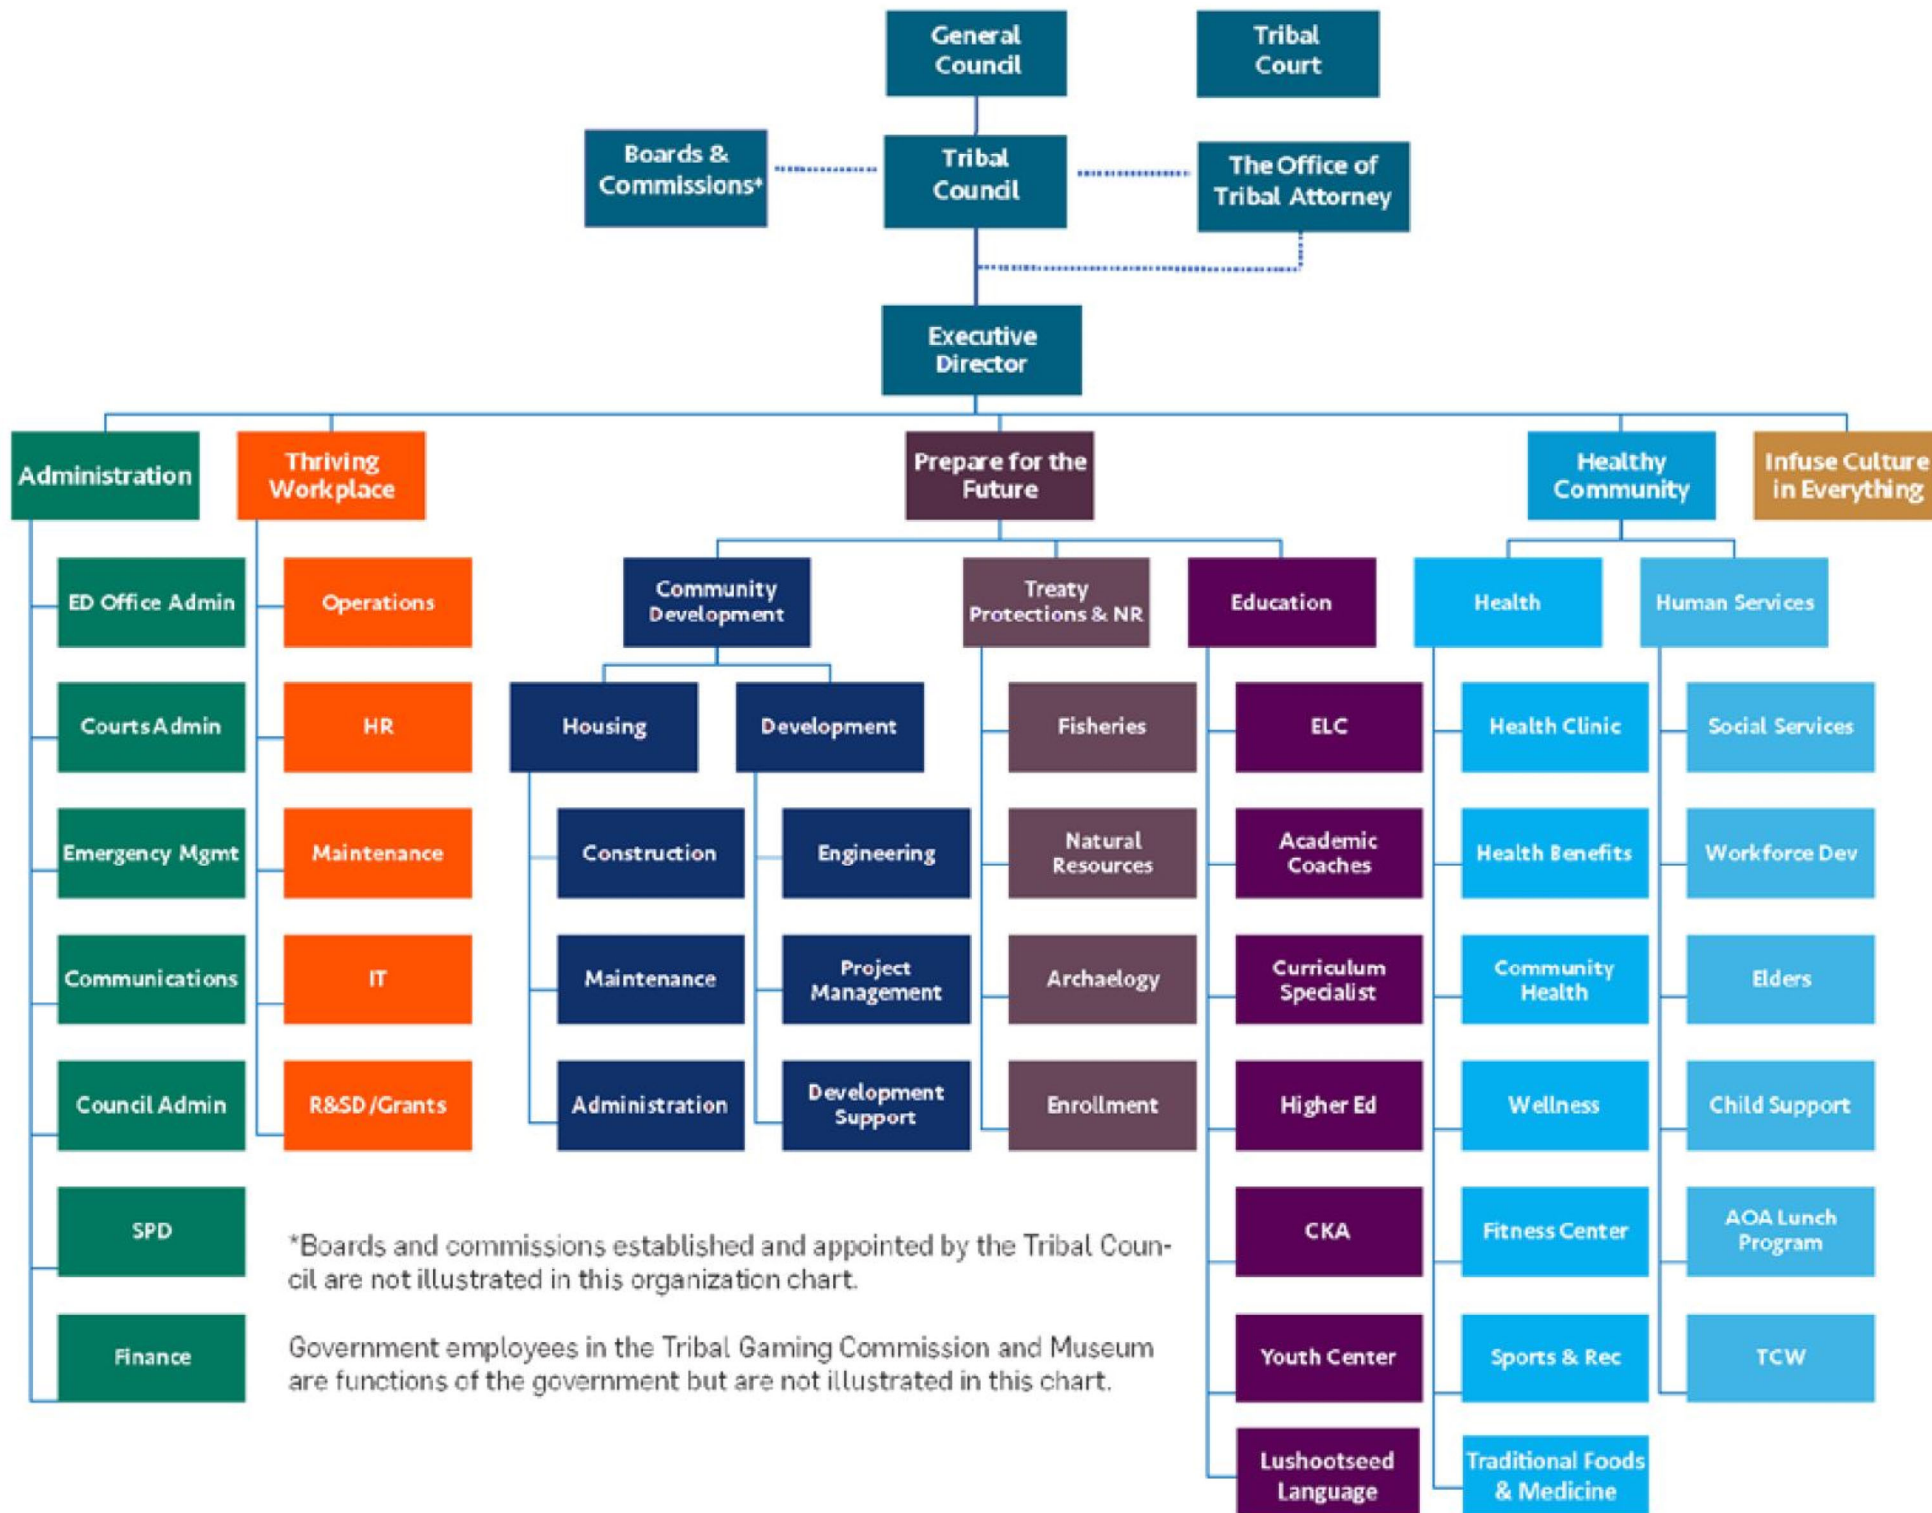 General
Council
Tribal
Court
Boards &
Commissions*
Tribal
Council
The Office of
Tribal Attorney
Executive
Director
Administration
Thriving
Workplace
Prepare for the
Future
Healthy
Community
Infuse Culture
in Everything
ED Office Admin
Courts Admin
Emergency Mgmt
Communications
Council Admin
SPD
Finance
Operations
HR
Maintenance
IT
R&SD/Grants
Community
Development
Housing
Construction
Maintenance
Administration
Development
Engineering
Project
Management
Development
Support
Treaty
Protections & NR
Fisheries
Natural
Resources
Archaelogy
Enrollment
Education
ELC
Academic
Coaches
Curriculum
Specialist
Higher Ed
CKA
Youth Center
Lushootseed
Language
Health
Health Clinic
Health Benefits
Community
Health
Wellness
Fitness Center
Sports & Rec
Traditional Foods
& Medicine
Human Services
Social Services
Workforce Dev
Elders
Child Support
AOA Lunch
Program
TCW
*Boards and commissions established and appointed by the Tribal Coun-
cil are not illustrated in this organization chart.
Government employees in the Tribal Gaming Commission and Museum
are functions of the government but are not illustrated in this chart.